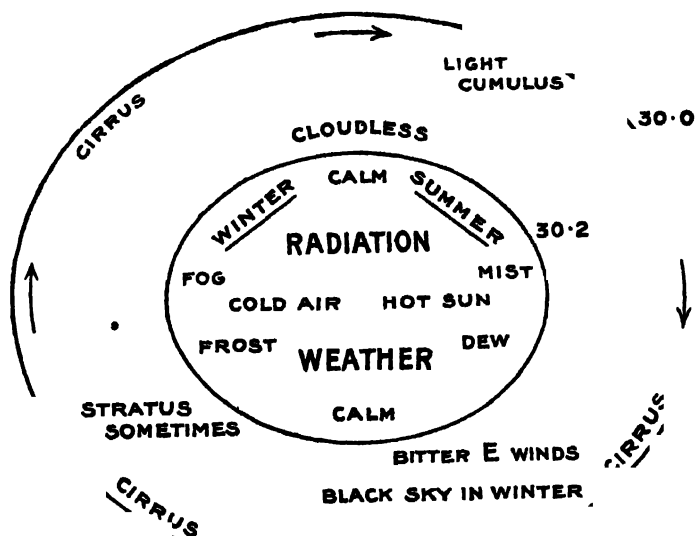 LIGHT
CUMULUS
30·0
CIRRUS
CLOUDLESS
CALM
WINTER
SUMMER
30·2
RADIATION
FOG
MIST
COLD AIR
HOT SUN
FROST
DEW
WEATHER
STRATUS
SOMETIMES
CALM
CIRRUS
BITTER E WINDS
BLACK SKY IN WINTER
CIRRUS